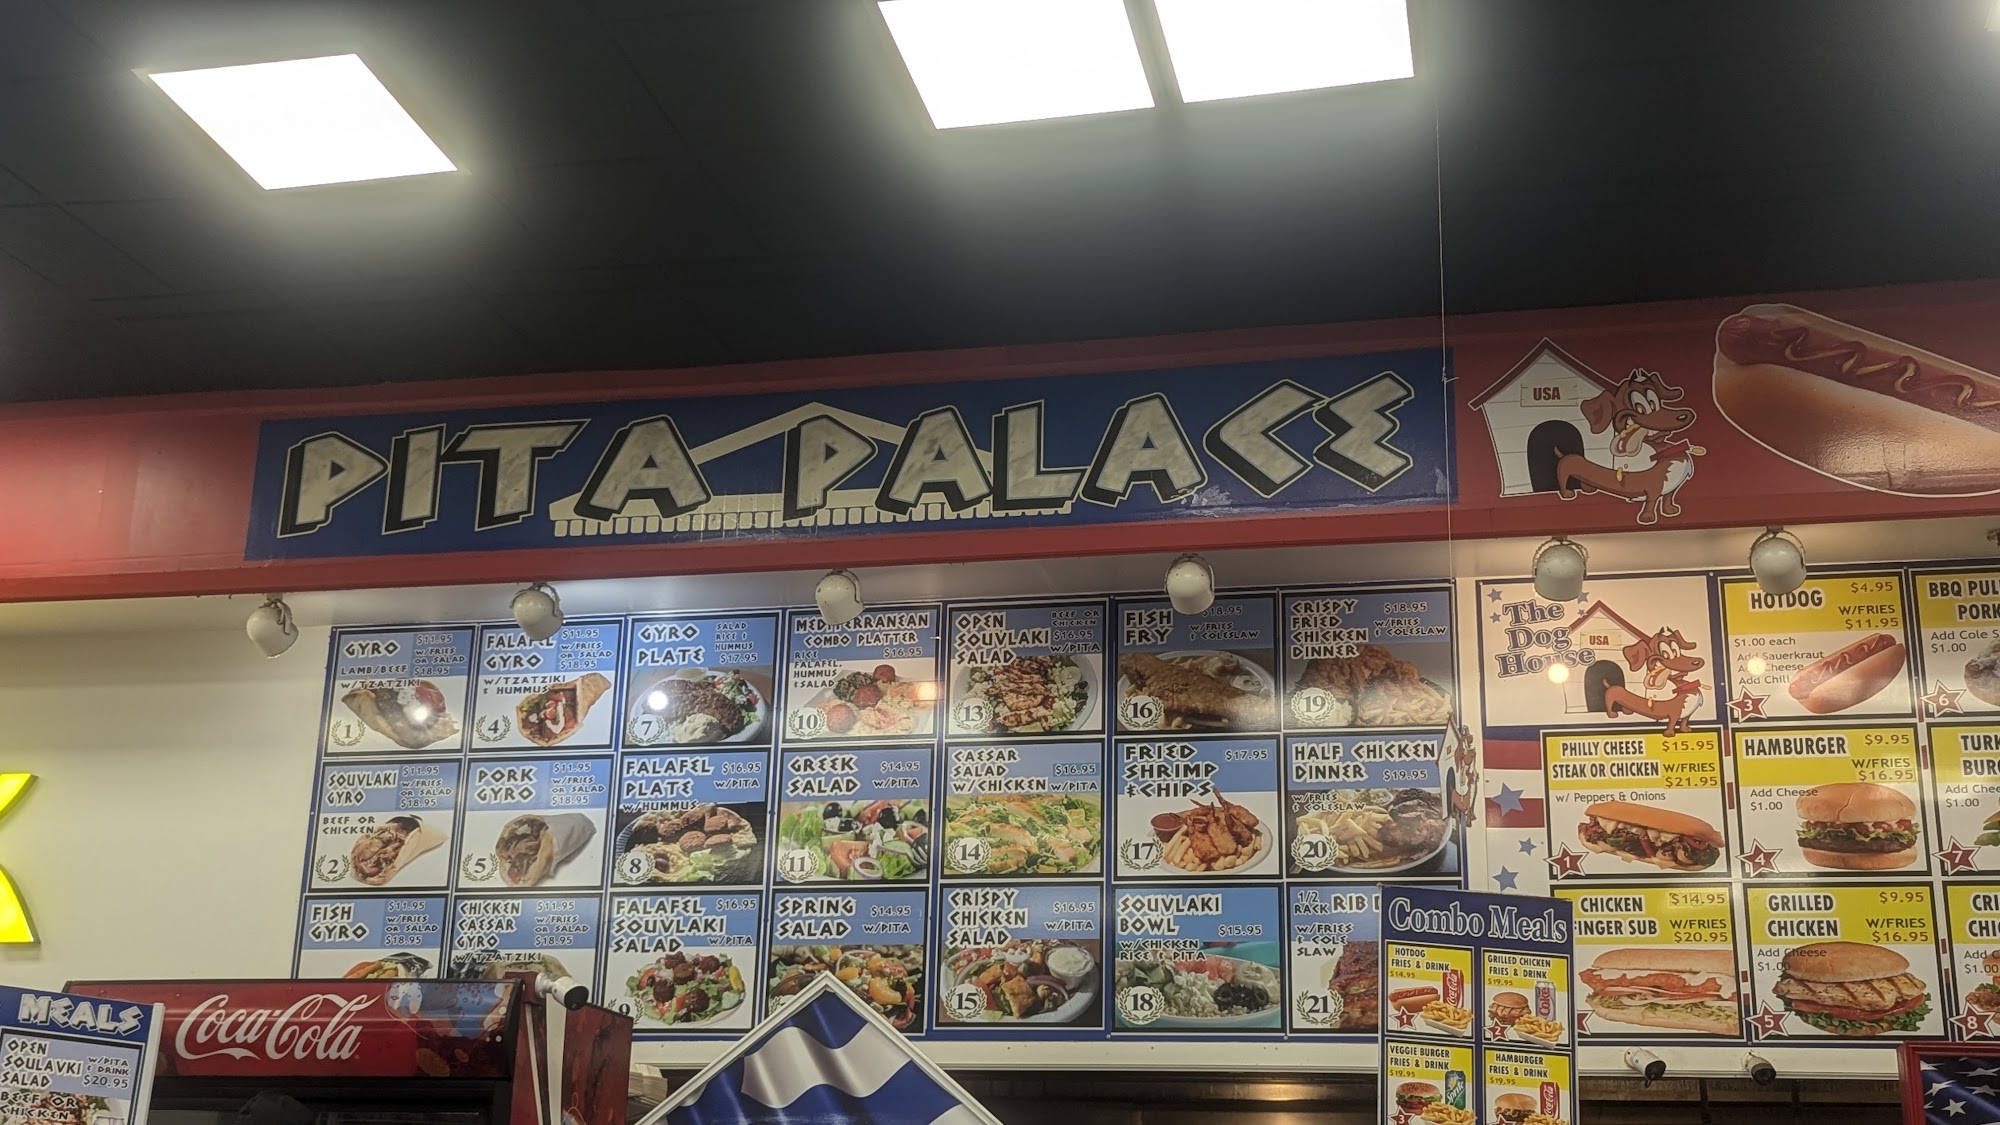 PITA PALACE
USA
GYRO $11.95
W/FRIES
OR SALAD
LAMB/BEEF $18.95
W/TZATZIKI
1
FALAFEL $11.95
GYRO W/FRIES
OR SALAD
$18.95
W/TZATZIKI
& HUMMUS
4
GYRO SALAD
PLATE RICE &
HUMMUS
$17.95
7
MEDITERRANEAN
COMBO PLATTER
RICE $16.95
FALAFEL,
HUMMUS
& SALAD
10
OPEN BEEF OR
SOUVLAKI CHICKEN
SALAD $16.95
W/PITA
13
FISH $18.95
FRY W/FRIES
& COLESLAW
16
CRISPY $18.95
FRIED W/FRIES
CHICKEN & COLESLAW
DINNER
19
SOUVLAKI $11.95
GYRO W/FRIES
OR SALAD
$18.95
BEEF OR
CHICKEN
2
PORK $11.95
GYRO W/FRIES
OR SALAD
$18.95
5
FALAFEL $16.95
PLATE W/PITA
W/HUMMUS
8
GREEK $14.95
SALAD W/PITA
11
CAESAR
SALAD $16.95
W/CHICKEN W/PITA
14
FRIED $17.95
SHRIMP
& CHIPS
17
HALF CHICKEN
DINNER $19.95
W/FRIES
& COLESLAW
20
FISH $11.95
GYRO W/FRIES
OR SALAD
$18.95
CHICKEN $11.95
CAESAR W/FRIES
GYRO OR SALAD
$18.95
W/TZATZIKI
FALAFEL $16.95
SOUVLAKI
SALAD W/PITA
9
SPRING $14.95
SALAD W/PITA
CRISPY $16.95
CHICKEN
SALAD W/PITA
15
SOUVLAKI
BOWL $15.95
W/CHICKEN
RICE & PITA
18
1/2
RACK RIB
W/FRIES
& COLE
SLAW
21
The
Dog
House
USA
HOTDOG $4.95
W/FRIES
$11.95
$1.00 each
Add Sauerkraut
Add Cheese
Add Chili
3
BBQ PUL
PORK
Add Cole S
$1.00
6
PHILLY CHEESE $15.95
STEAK OR CHICKEN W/FRIES
$21.95
w/ Peppers & Onions
1
HAMBURGER $9.95
W/FRIES
$16.95
Add Cheese
$1.00
4
TURK
BURG
Add Chee
$1.00
7
CHICKEN $14.95
FINGER SUB W/FRIES
$20.95
GRILLED $9.95
CHICKEN W/FRIES
$16.95
Add Cheese
$1.00
5
CRI
CHIC
Add C
$1.00
8
Combo Meals
HOTDOG
FRIES & DRINK
$14.95
1
GRILLED CHICKEN
FRIES & DRINK
$19.95
2
VEGGIE BURGER
FRIES & DRINK
$19.95
3
HAMBURGER
FRIES & DRINK
$19.95
MEALS
OPEN W/PITA
SOULAVKI & DRINK
SALAD $20.95
BEEF OR
CHICKEN
Coca-Cola